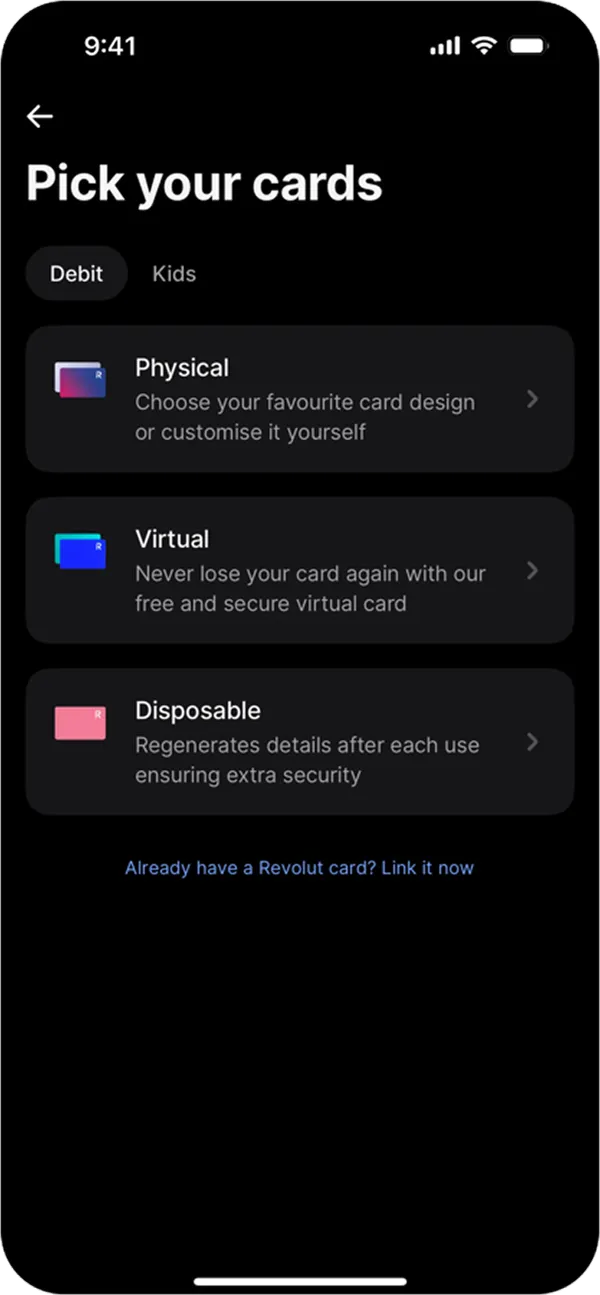 9:41
Pick your cards
Debit Kids
Physical
Choose your favourite card design
or customise it yourself
Virtual
Never lose your card again with our
free and secure virtual card
Disposable
Regenerates details after each use
ensuring extra security
Already have a Revolut card? Link it now